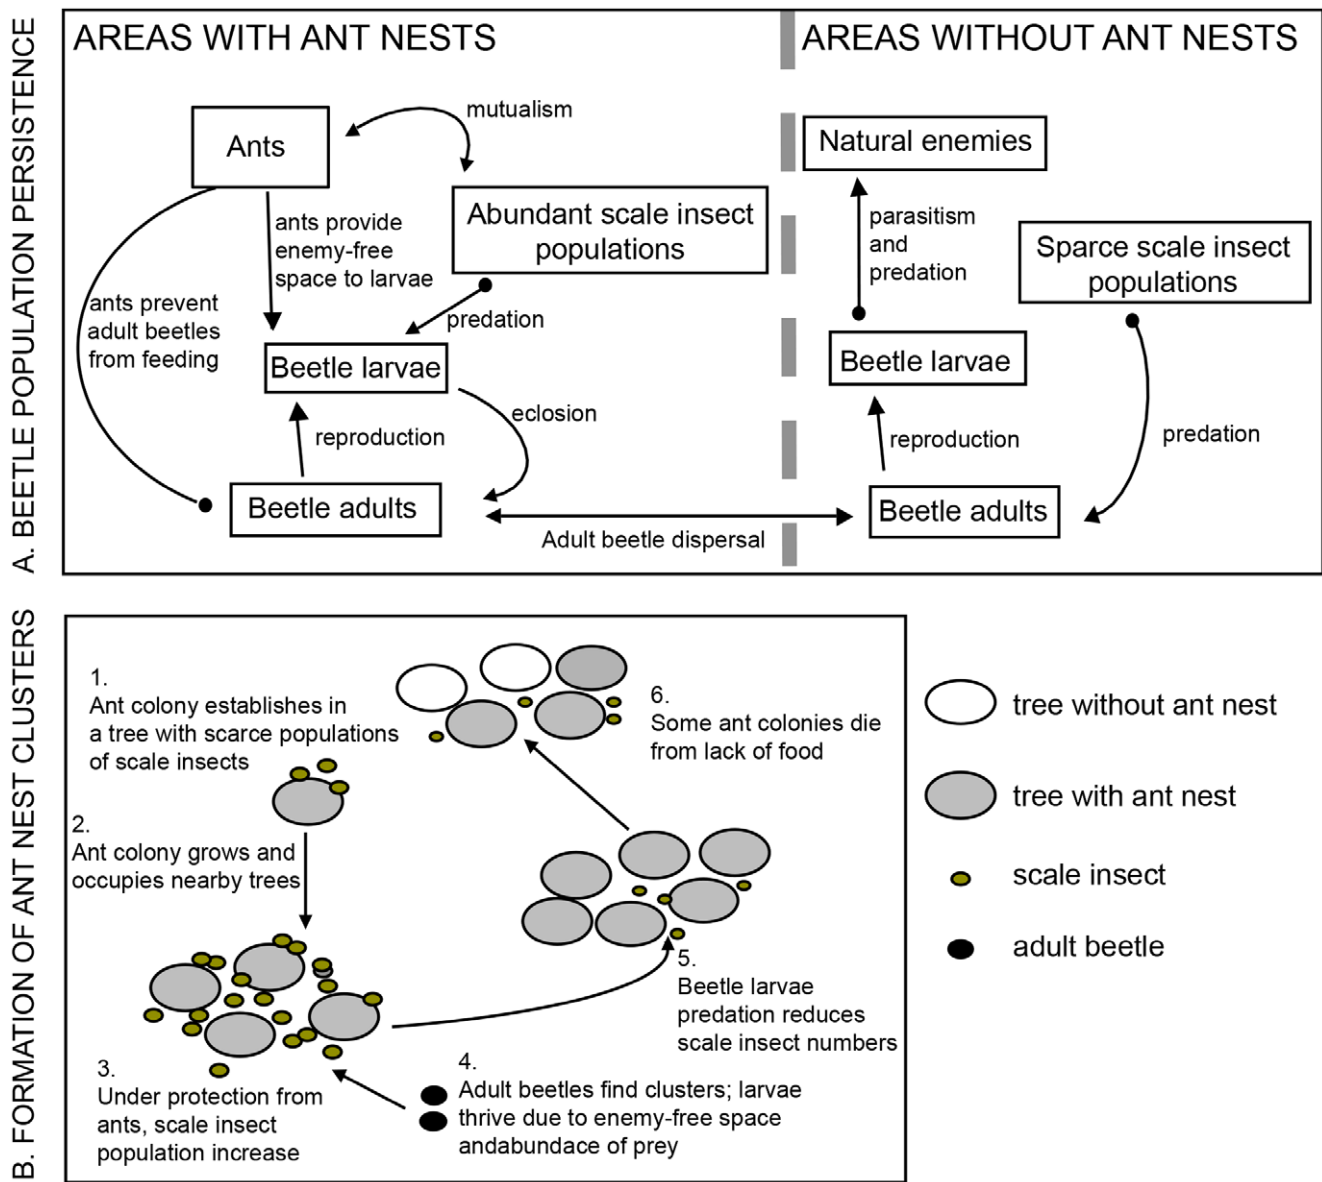 A. BEETLE POPULATION PERSISTENCE
AREAS WITH ANT NESTS
AREAS WITHOUT ANT NESTS
Ants
mutualism
Abundant scale insect
populations
ants provide
enemy-free
space to larvae
ants prevent
adult beetles
from feeding
predation
Beetle larvae
eclosion
reproduction
Beetle adults
Adult beetle dispersal
Natural enemies
parasitism
and
predation
Sparce scale insect
populations
Beetle larvae
reproduction
predation
Beetle adults
B. FORMATION OF ANT NEST CLUSTERS
1.
Ant colony establishes in
a tree with scarce populations
of scale insects
2.
Ant colony grows and
occupies nearby trees
3.
Under protection from
ants, scale insect
population increase
4.
Adult beetles find clusters; larvae
thrive due to enemy-free space
andabundace of prey
5.
Beetle larvae
predation reduces
scale insect numbers
6.
Some ant colonies die
from lack of food
tree without ant nest
tree with ant nest
scale insect
adult beetle